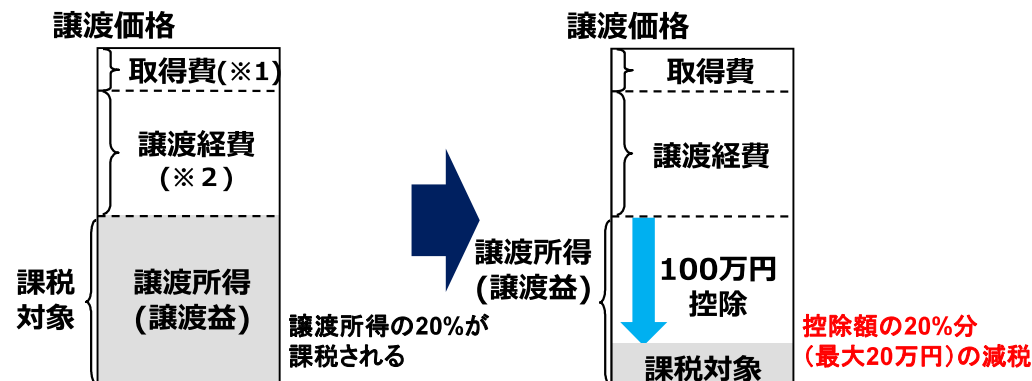 譲渡価格
取得費(※1)
譲渡経費
(※２)
課税
対象
譲渡所得
(譲渡益)
譲渡所得の20%が
課税される
譲渡価格
取得費
譲渡経費
譲渡所得
(譲渡益)
100万円
控除
課税対象
控除額の20%分
（最大20万円）の減税